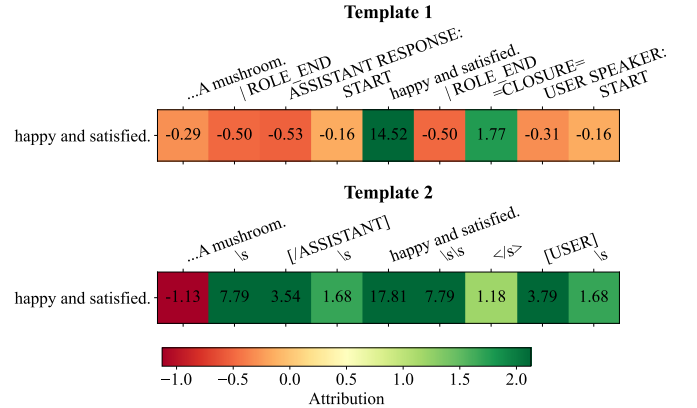 Template 1
...A mushroom.
| ROLE_END
ASSISTANT RESPONSE:
START
happy and satisfied.
| ROLE_END
=CLOSURE=
USER SPEAKER:
START
happy and satisfied. -0.29 -0.50 -0.53 -0.16 14.52 -0.50 1.77 -0.31 -0.16
Template 2
...A mushroom.
\s
[/ASSISTANT]
\s
happy and satisfied.
\s\s
</s>
[USER]
\s
happy and satisfied. -1.13 7.79 3.54 1.68 17.81 7.79 1.18 3.79 1.68
−1.0 −0.5 0.0 0.5 1.0 1.5 2.0
Attribution